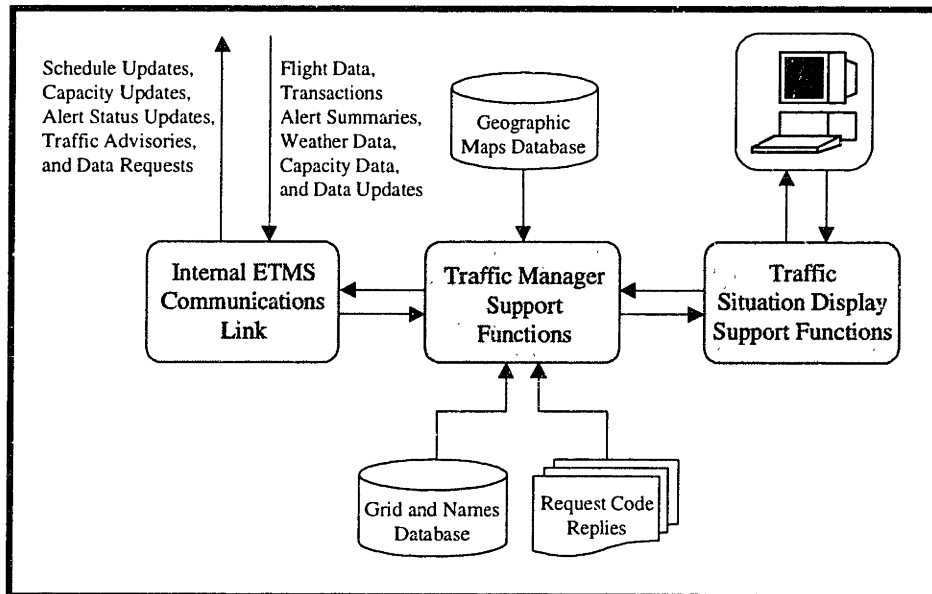 Schedule Updates,
Capacity Updates,
Alert Status Updates,
Traffic Advisories,
and Data Requests
Flight Data,
Transactions
Alert Summaries,
Weather Data,
Capacity Data,
and Data Updates
Geographic
Maps Database
Internal ETMS
Communications
Link
Traffic Manager
Support
Functions
Traffic
Situation Display
Support Functions
Grid and Names
Database
Request Code
Replies